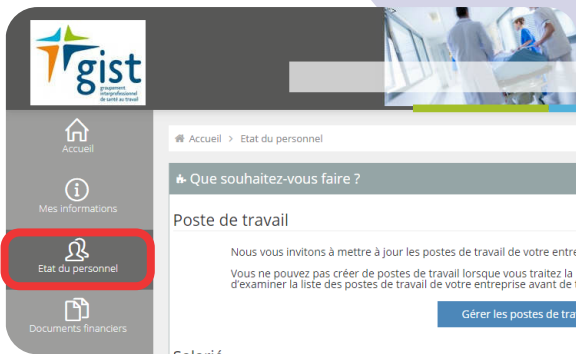 gist
groupement
interprofessionnel
de santé au travail
Accueil
Mes informations
Etat du personnel
Documents financiers
Accueil > Etat du personnel
Que souhaitez-vous faire ?
Poste de travail
Nous vous invitons à mettre à jour les postes de travail de votre entre
Vous ne pouvez pas créer de postes de travail lorsque vous traitez la
d'examiner la liste des postes de travail de votre entreprise avant de
Gérer les postes de tra